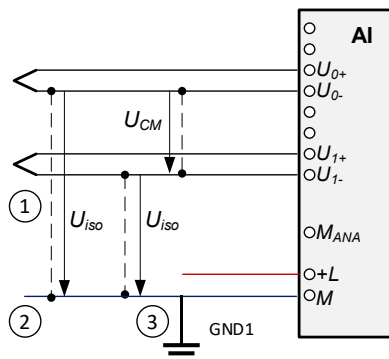 AI
U0+
U0-
UCM
U1+
U1-
1
Uiso Uiso
MANA
+L
M
2 3 GND1